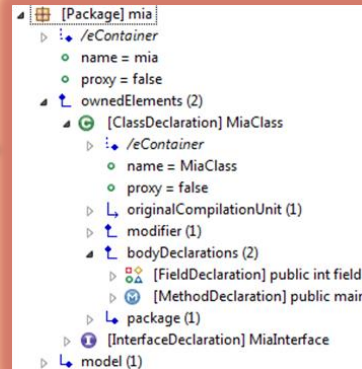 [Package] mia
/eContainer
name = mia
proxy = false
ownedElements (2)
[ClassDeclaration] MiaClass
/eContainer
name = MiaClass
proxy = false
originalCompilationUnit (1)
modifier (1)
bodyDeclarations (2)
[FieldDeclaration] public int field
[MethodDeclaration] public main
package (1)
[InterfaceDeclaration] MiaInterface
model (1)